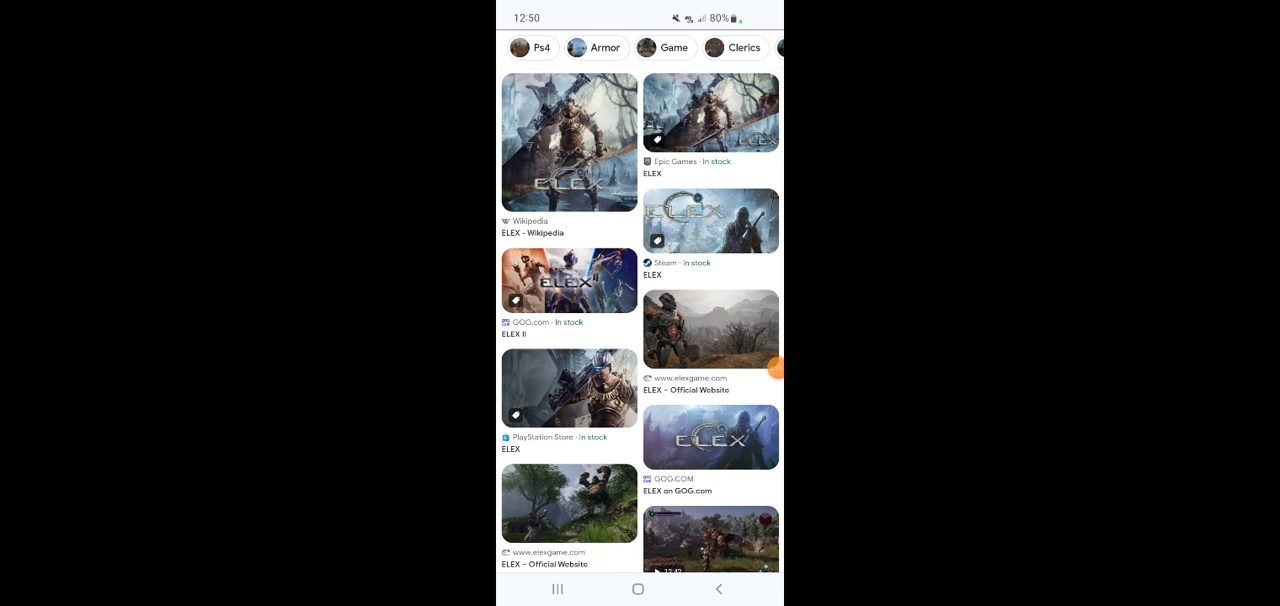 12:50
80%
Ps4
Armor
Game
Clerics
ELEX
Wikipedia
ELEX - Wikipedia
ELEX
Epic Games · In stock
ELEX
ELEX
Steam · In stock
ELEX
ELEX II
GOG.com · In stock
ELEX II
www.elexgame.com
ELEX – Official Website
PlayStation Store · In stock
ELEX
ELEX
GOG.COM
ELEX on GOG.com
www.elexgame.com
ELEX – Official Website